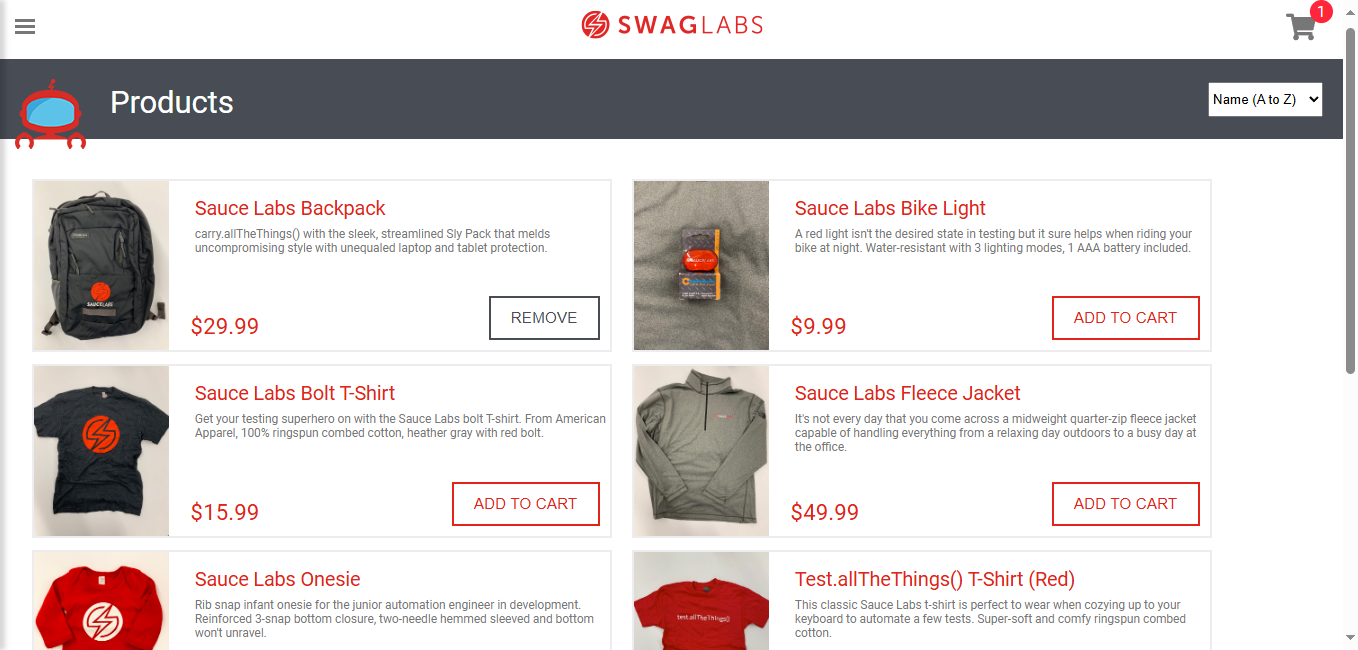 SWAGLABS
1
Products
Name (A to Z)
Sauce Labs Backpack
carry.allTheThings() with the sleek, streamlined Sly Pack that melds
uncompromising style with unequaled laptop and tablet protection.
$29.99
REMOVE
SAUCELABS
Sauce Labs Bike Light
A red light isn't the desired state in testing but it sure helps when riding your
bike at night. Water-resistant with 3 lighting modes, 1 AAA battery included.
$9.99
ADD TO CART
Sauce Labs Bolt T-Shirt
Get your testing superhero on with the Sauce Labs bolt T-shirt. From American
Apparel, 100% ringspun combed cotton, heather gray with red bolt.
$15.99
ADD TO CART
Sauce Labs Fleece Jacket
It's not every day that you come across a midweight quarter-zip fleece jacket
capable of handling everything from a relaxing day outdoors to a busy day at
the office.
$49.99
ADD TO CART
Sauce Labs Onesie
Rib snap infant onesie for the junior automation engineer in development.
Reinforced 3-snap bottom closure, two-needle hemmed sleeved and bottom
won't unravel.
Test.allTheThings() T-Shirt (Red)
This classic Sauce Labs t-shirt is perfect to wear when cozying up to your
keyboard to automate a few tests. Super-soft and comfy ringspun combed
cotton.
test.allTheThings()